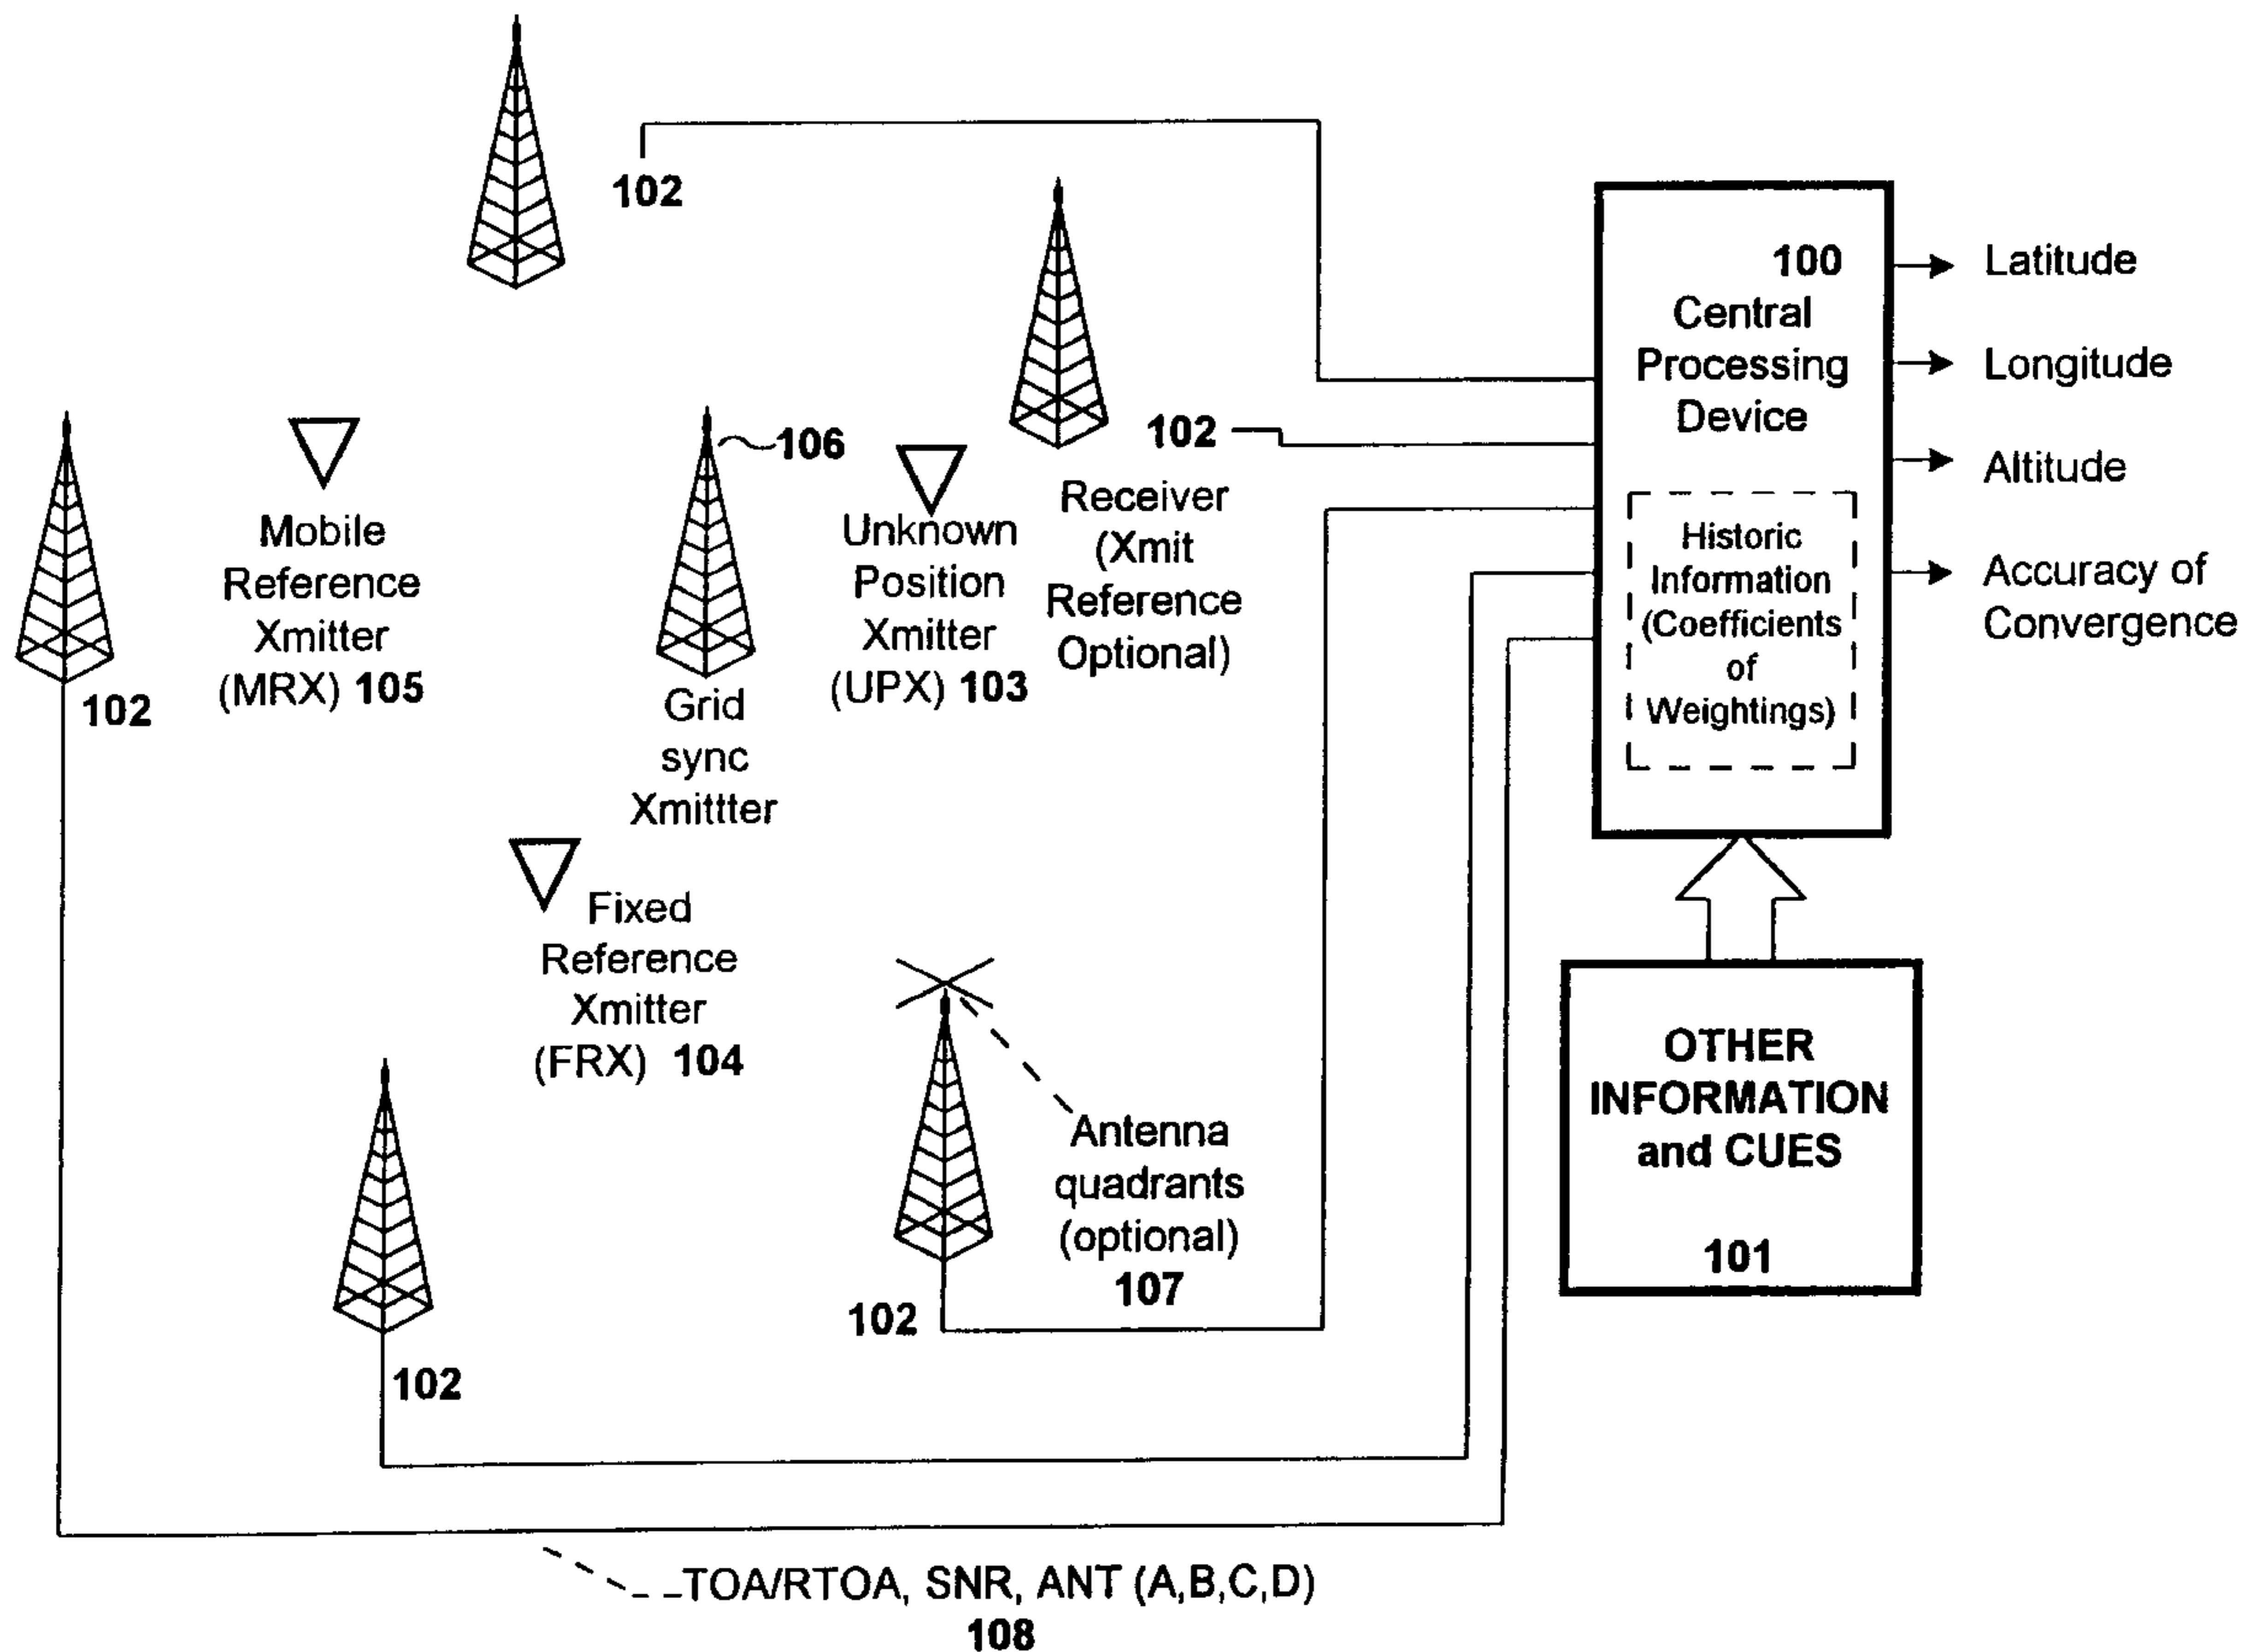 102
100
Central
Processing
Device
Historic
Information
(Coefficients
of
Weightings)
Latitude
Longitude
Altitude
Accuracy of
Convergence
102
Receiver
(Xmit
Reference
Optional)
106
Grid
sync
Xmittter
Unknown
Position
Xmitter
(UPX) 103
Mobile
Reference
Xmitter
(MRX) 105
102
Fixed
Reference
Xmitter
(FRX) 104
Antenna
quadrants
(optional)
107
102
102
OTHER
INFORMATION
and CUES
101
TOA/RTOA, SNR, ANT (A,B,C,D)
108